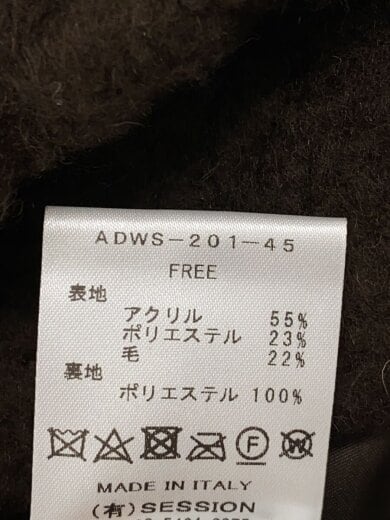 ADWS-201-45
FREE
表地
アクリル 55%
ポリエステル 23%
毛 22%
裏地
ポリエステル 100%
F W
MADE IN ITALY
(有)SESSION